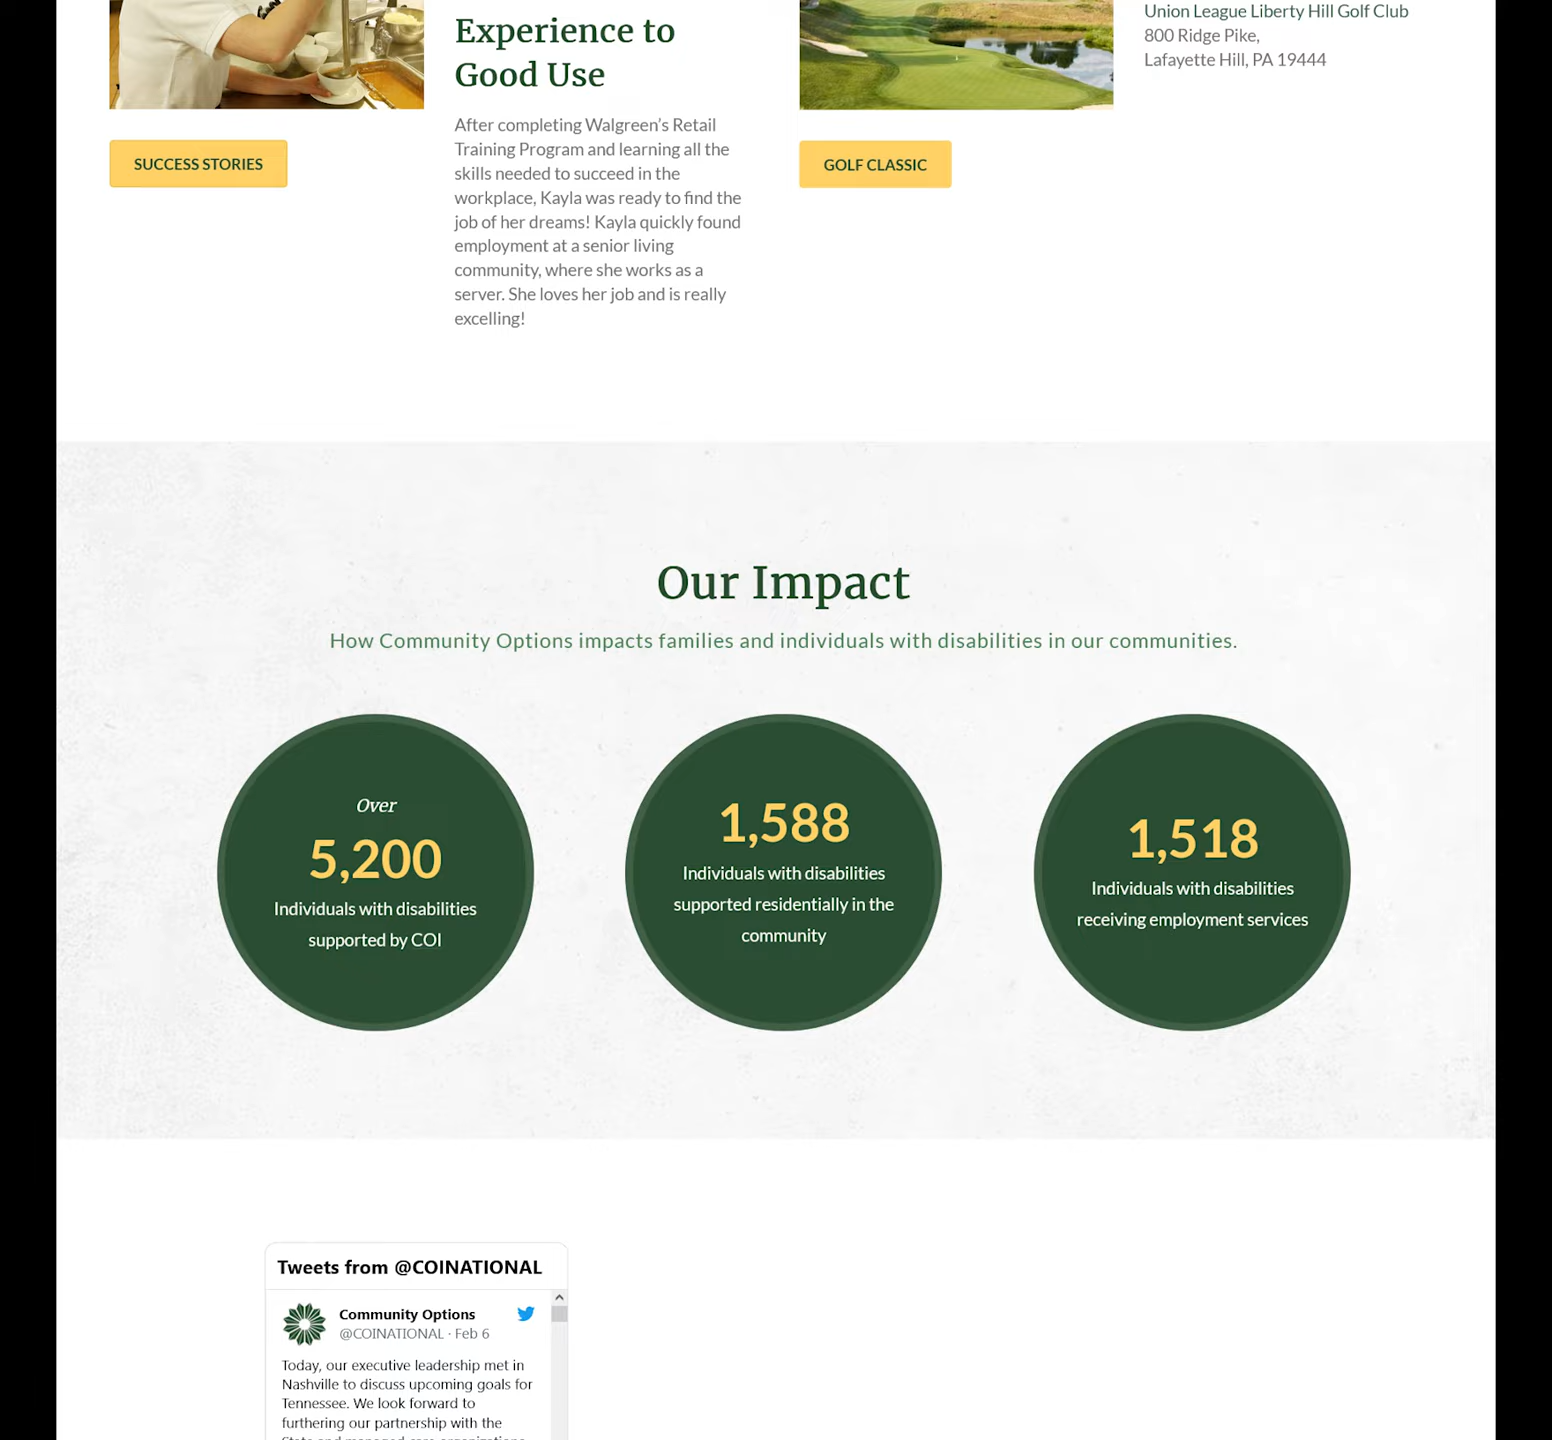 Experience to
Good Use
After completing Walgreen’s Retail
Training Program and learning all the
skills needed to succeed in the
workplace, Kayla was ready to find the
job of her dreams! Kayla quickly found
employment at a senior living
community, where she works as a
server. She loves her job and is really
excelling!
SUCCESS STORIES
Union League Liberty Hill Golf Club
800 Ridge Pike,
Lafayette Hill, PA 19444
GOLF CLASSIC
Our Impact
How Community Options impacts families and individuals with disabilities in our communities.
Over
5,200
Individuals with disabilities
supported by COI
1,588
Individuals with disabilities
supported residentially in the
community
1,518
Individuals with disabilities
receiving employment services
Tweets from @COINATIONAL
Community Options
@COINATIONAL · Feb 6
Today, our executive leadership met in
Nashville to discuss upcoming goals for
Tennessee. We look forward to
furthering our partnership with the